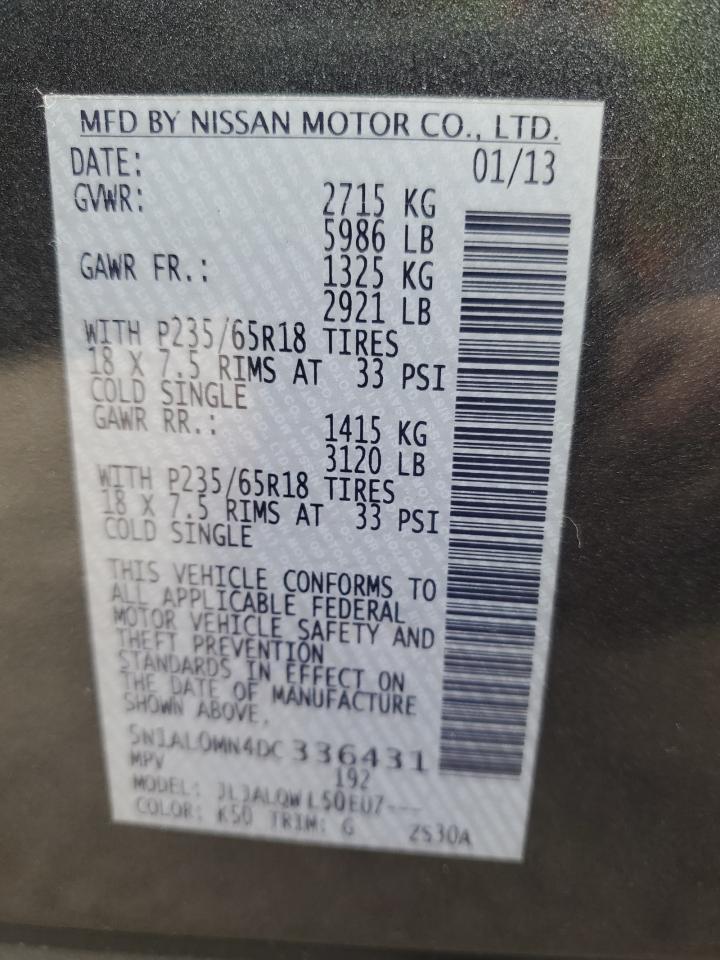 MFD BY NISSAN MOTOR CO., LTD.
DATE: 01/13
GVWR: 2715 KG
5986 LB
GAWR FR.: 1325 KG
2921 LB
WITH P235/65R18 TIRES
18 X 7.5 RIMS AT 33 PSI
COLD SINGLE
GAWR RR.: 1415 KG
3120 LB
WITH P235/65R18 TIRES
18 X 7.5 RIMS AT 33 PSI
COLD SINGLE
THIS VEHICLE CONFORMS TO
ALL APPLICABLE FEDERAL
MOTOR VEHICLE SAFETY AND
THEFT PREVENTION
STANDARDS IN EFFECT ON
THE DATE OF MANUFACTURE
SHOWN ABOVE.
5N1AL0MN4DC 336431
MPV 192
MODEL: JLJALQWL50EU7---
COLOR: K50 TRIM: G 2S30A